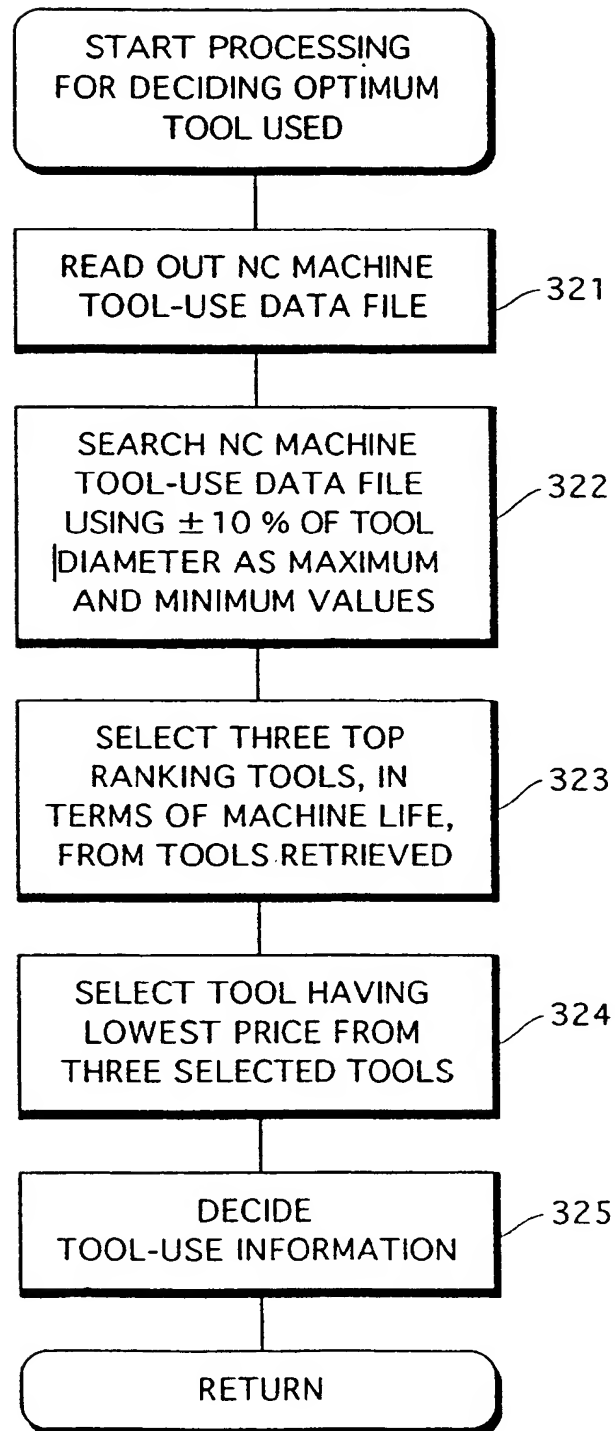 START PROCESSING
FOR DECIDING OPTIMUM
TOOL USED
READ OUT NC MACHINE
TOOL-USE DATA FILE
321
SEARCH NC MACHINE
TOOL-USE DATA FILE
USING ±10 % OF TOOL
DIAMETER AS MAXIMUM
AND MINIMUM VALUES
322
SELECT THREE TOP
RANKING TOOLS, IN
TERMS OF MACHINE LIFE,
FROM TOOLS RETRIEVED
323
SELECT TOOL HAVING
LOWEST PRICE FROM
THREE SELECTED TOOLS
324
DECIDE
TOOL-USE INFORMATION
325
RETURN